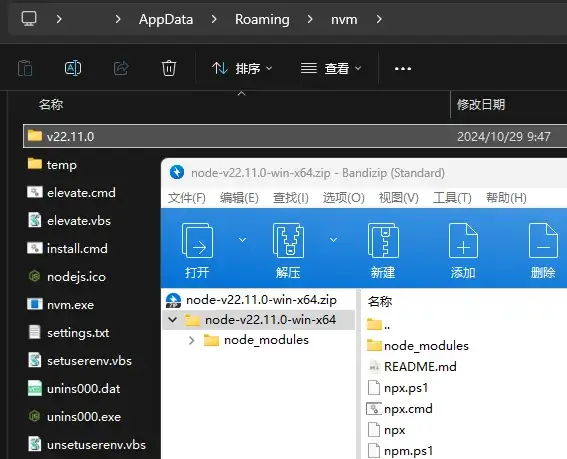 AppData > Roaming > nvm >
排序 查看 ...
名称 修改日期
v22.11.0 2024/10/29 9:47
temp
elevate.cmd
elevate.vbs
install.cmd
nodejs.ico
nvm.exe
settings.txt
setuserenv.vbs
unins000.dat
unins000.exe
unsetuserenv.vbs
node-v22.11.0-win-x64.zip - Bandizip (Standard)
文件(F) 编辑(E) 查找(I) 选项(O) 视图(V) 工具(T) 帮助(H)
打开 解压 新建 添加 删除
node-v22.11.0-win-x64.zip
node-v22.11.0-win-x64
node_modules
名称
..
node_modules
README.md
npx.ps1
npx.cmd
npx
npm.ps1